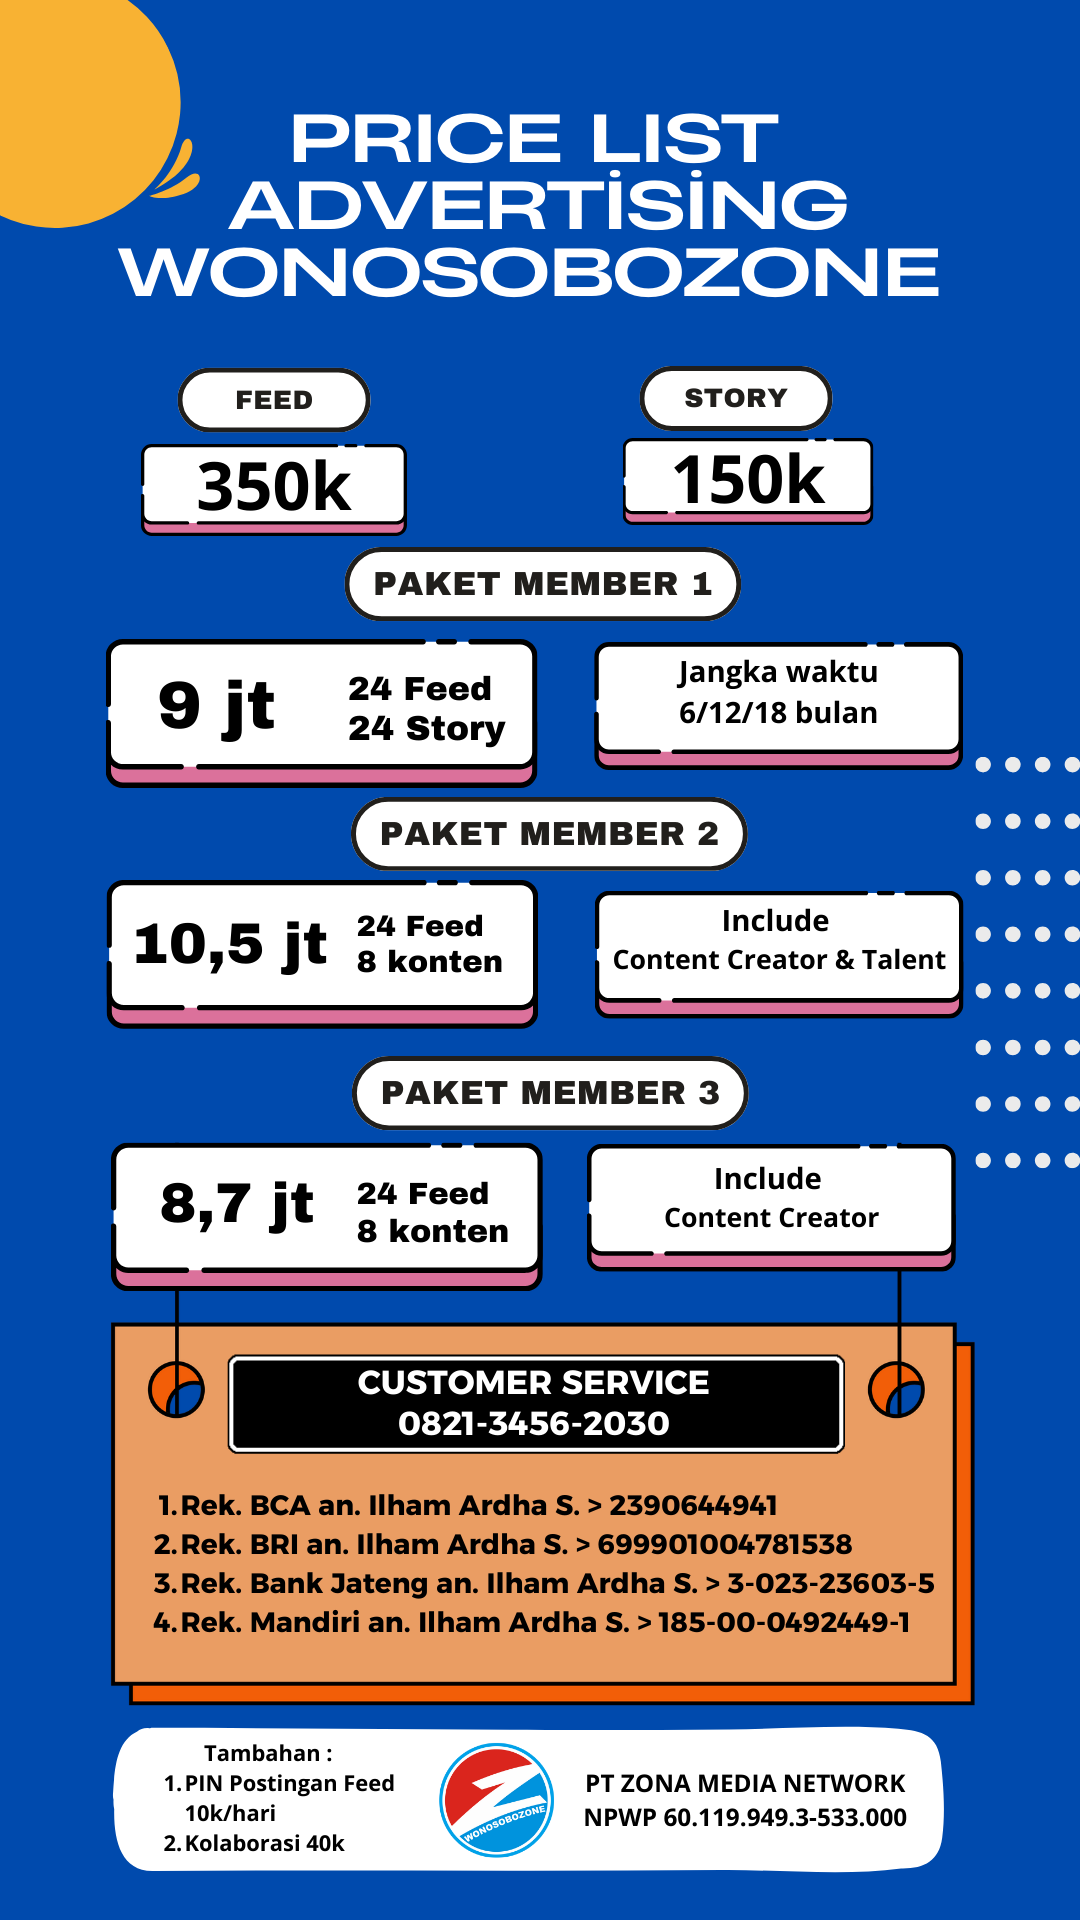 PRICE LIST
ADVERTİSİNG
WONOSOBOZONE
FEED
350k
STORY
150k
PAKET MEMBER 1
9 jt
24 Feed
24 Story
Jangka waktu
6/12/18 bulan
PAKET MEMBER 2
10,5 jt
24 Feed
8 konten
Include
Content Creator & Talent
PAKET MEMBER 3
8,7 jt
24 Feed
8 konten
Include
Content Creator
CUSTOMER SERVICE
0821-3456-2030
1. Rek. BCA an. Ilham Ardha S. > 2390644941
2. Rek. BRI an. Ilham Ardha S. > 699901004781538
3. Rek. Bank Jateng an. Ilham Ardha S. > 3-023-23603-5
4. Rek. Mandiri an. Ilham Ardha S. > 185-00-0492449-1
Tambahan :
1. PIN Postingan Feed
10k/hari
2. Kolaborasi 40k
WONOSOBOZONE
PT ZONA MEDIA NETWORK
NPWP 60.119.949.3-533.000